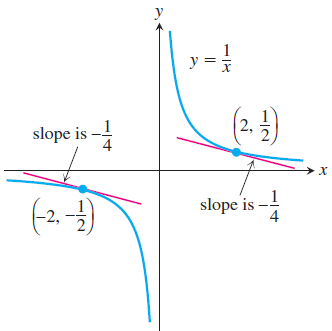 y
y = 1/x
(2, 1/2)
slope is -1/4
x
slope is -1/4
(-2, -1/2)